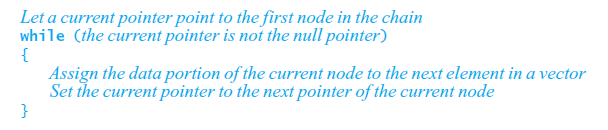 Let a current pointer point to the first node in the chain
while (the current pointer is not the null pointer)
{
Assign the data portion of the current node to the next element in a vector
Set the current pointer to the next pointer of the current node
}